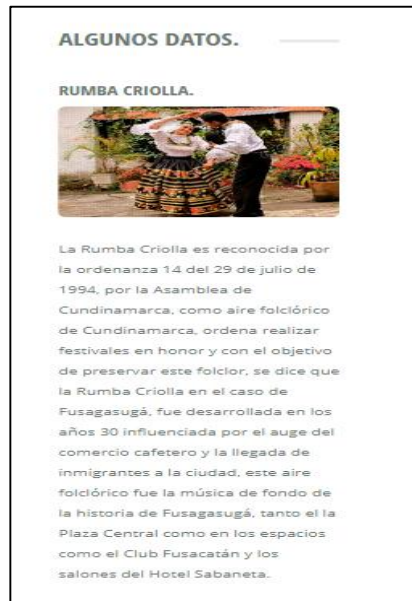 ALGUNOS DATOS.
RUMBA CRIOLLA.
La Rumba Criolla es reconocida por
la ordenanza 14 del 29 de julio de
1994, por la Asamblea de
Cundinamarca, como aire folclórico
de Cundinamarca, ordena realizar
festivales en honor y con el objetivo
de preservar este folclor, se dice que
la Rumba Criolla en el caso de
Fusagasugá, fue desarrollada en los
años 30 influenciada por el auge del
comercio cafetero y la llegada de
inmigrantes a la ciudad, este aire
folclórico fue la música de fondo de
la historia de Fusagasugá, tanto el la
Plaza Central como en los espacios
como el Club Fusacatán y los
salones del Hotel Sabaneta.